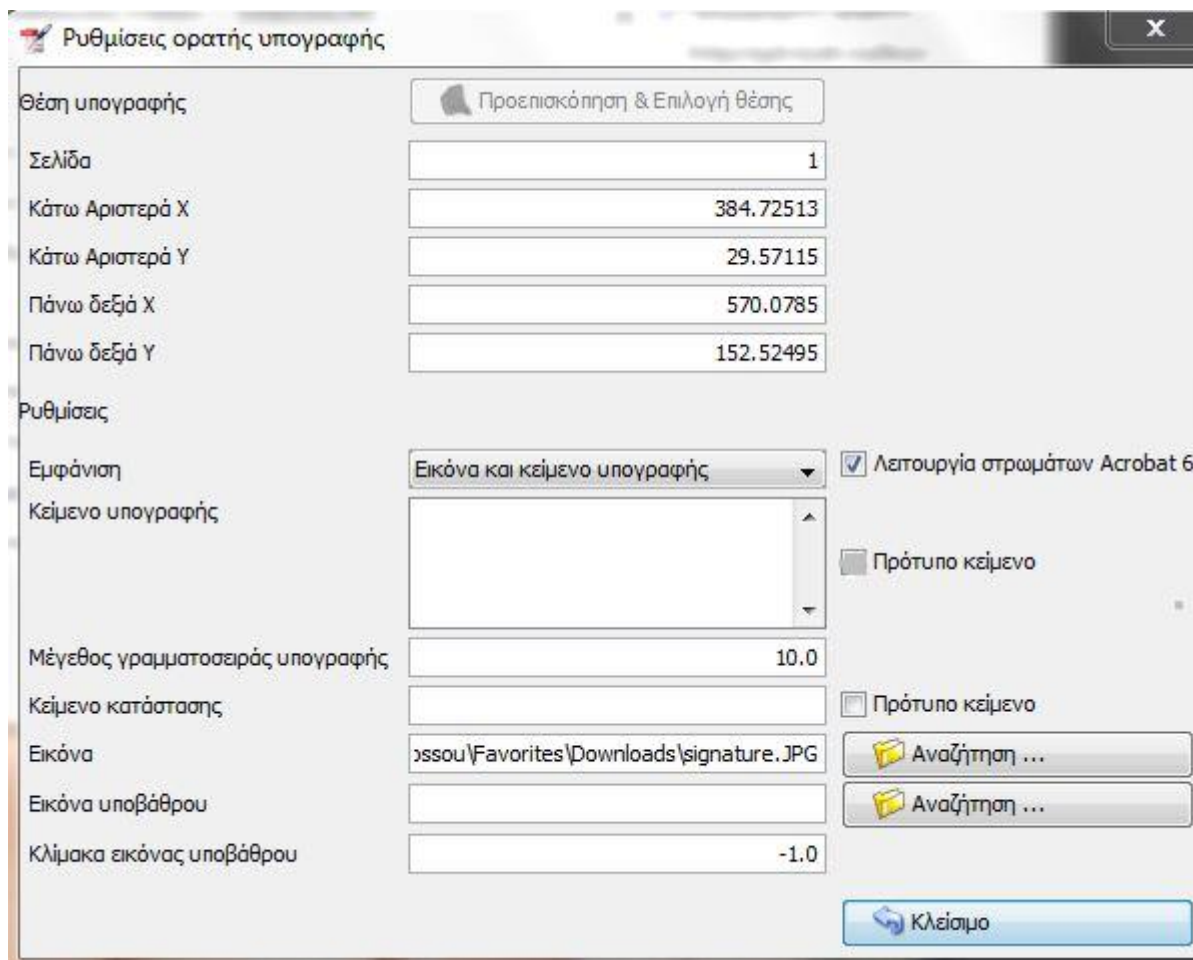 Ρυθμίσεις ορατής υπογραφής
X
Θέση υπογραφής Προεπισκόπηση & Επιλογή θέσης
Σελίδα 1
Κάτω Αριστερά X 384.72513
Κάτω Αριστερά Y 29.57115
Πάνω δεξιά X 570.0785
Πάνω δεξιά Y 152.52495
Ρυθμίσεις
Εμφάνιση Εικόνα και κείμενο υπογραφής Λειτουργία στρωμάτων Acrobat 6
Κείμενο υπογραφής
Πρότυπο κείμενο
Μέγεθος γραμματοσειράς υπογραφής 10.0
Κείμενο κατάστασης Πρότυπο κείμενο
Εικόνα ossou\Favorites\Downloads\signature.JPG Αναζήτηση ...
Εικόνα υποβάθρου Αναζήτηση ...
Κλίμακα εικόνας υποβάθρου -1.0
Κλείσιμο